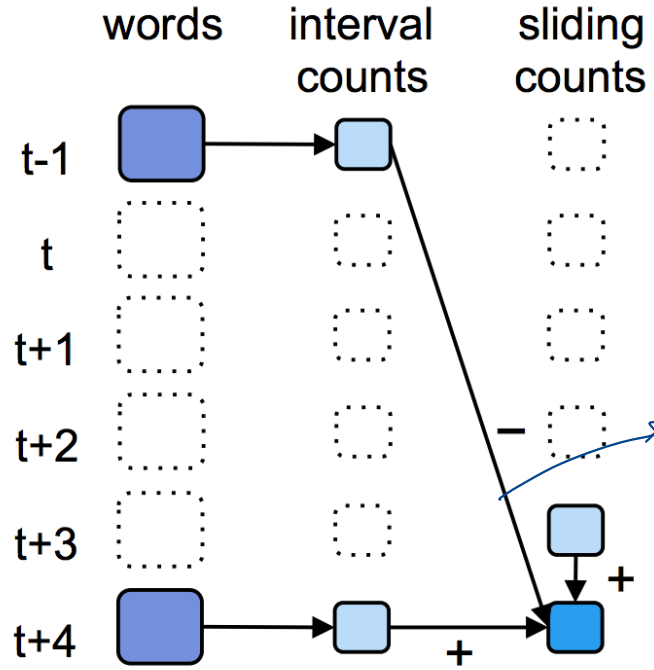 words interval sliding
counts counts
t-1
t
t+1
t+2 −
t+3
+
t+4
+